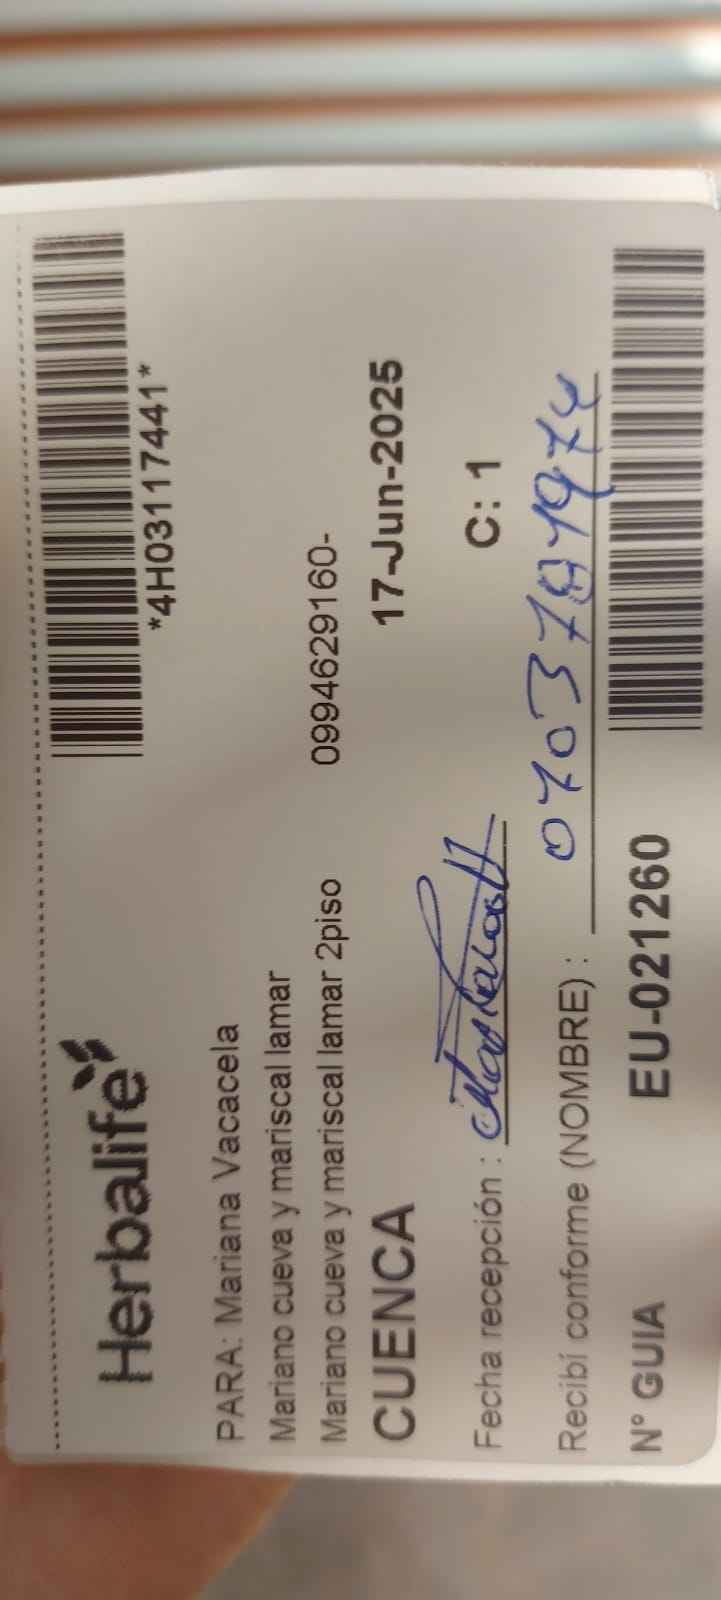 Herbalife
*4H03117441*
PARA: Mariana Vacacela
Mariano cueva y mariscal lamar
Mariano cueva y mariscal lamar 2piso 0994629160-
CUENCA 17-Jun-2025
Fecha recepción :
C: 1
Recibí conforme (NOMBRE) :
N° GUIA EU-021260